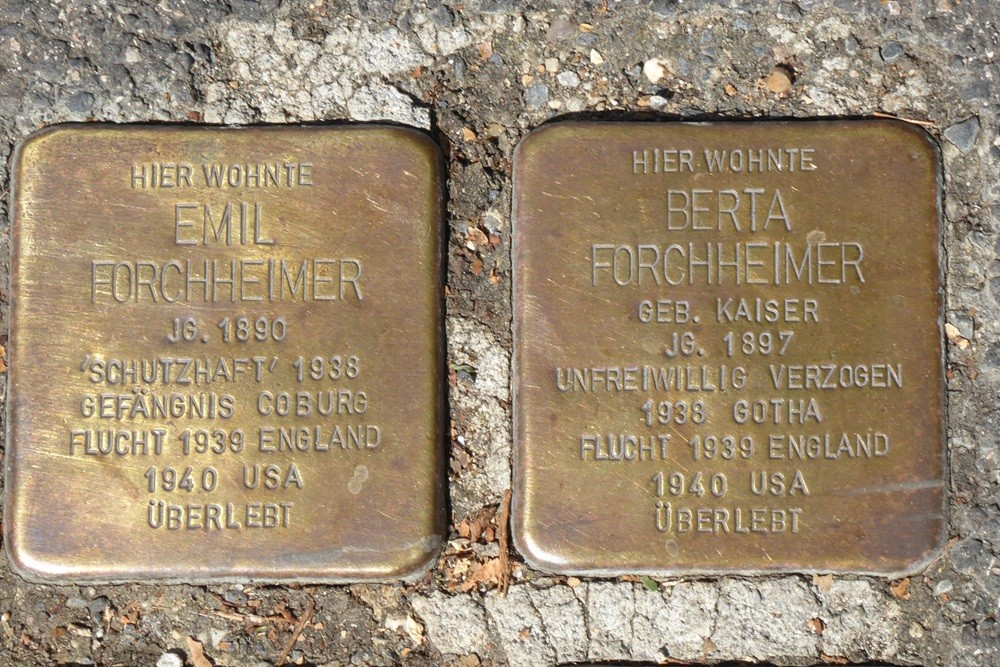 HIER WOHNTE
EMIL
FORCHHEIMER
JG. 1890
'SCHUTZHAFT' 1938
GEFÄNGNIS COBURG
FLUCHT 1939 ENGLAND
1940 USA
ÜBERLEBT
HIER WOHNTE
BERTA
FORCHHEIMER
GEB. KAISER
JG. 1897
UNFREIWILLIG VERZOGEN
1938 GOTHA
FLUCHT 1939 ENGLAND
1940 USA
ÜBERLEBT